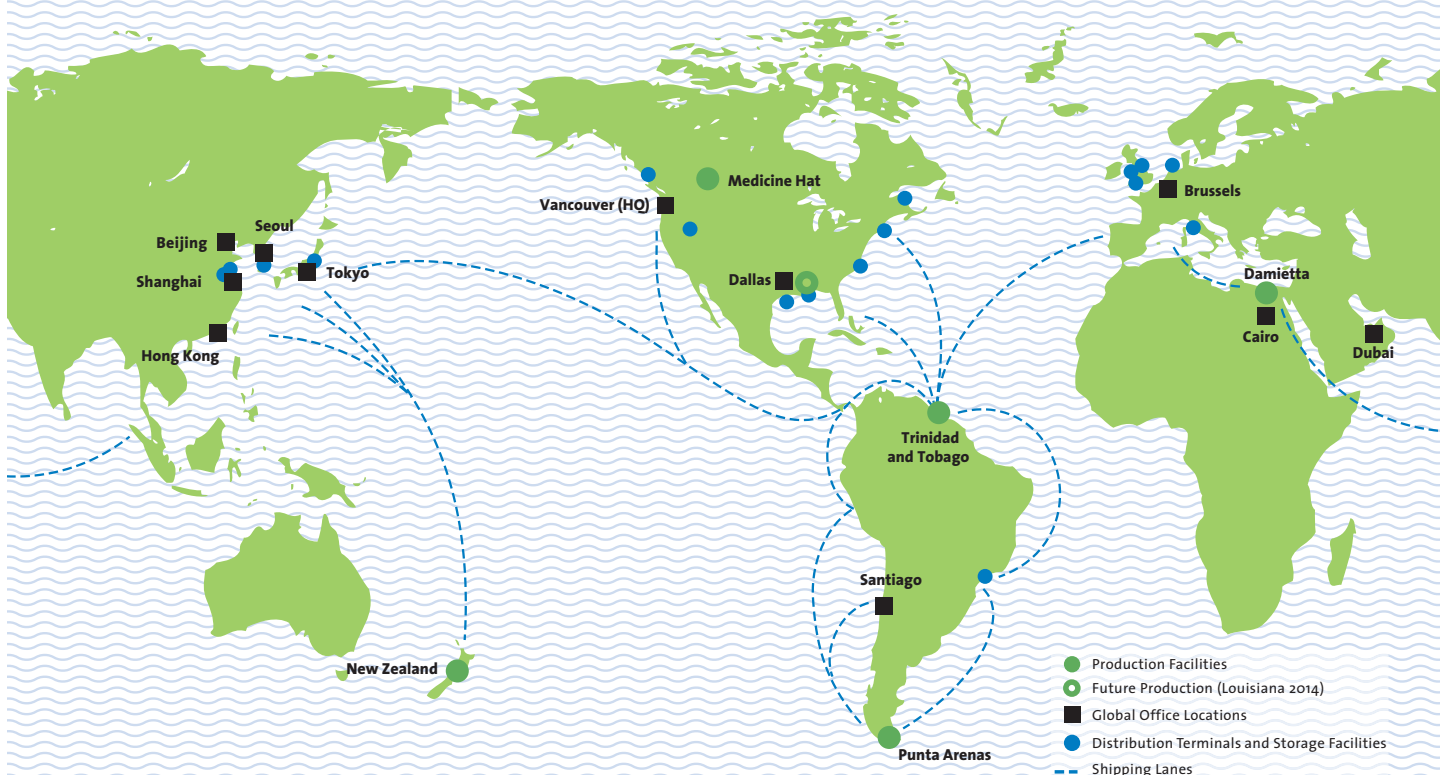 Medicine Hat
Vancouver (HQ)
Brussels
Seoul
Beijing
Tokyo
Shanghai
Dallas
Damietta
Cairo
Hong Kong
Dubai
Trinidad
and Tobago
Santiago
New Zealand
Punta Arenas
Production Facilities
Future Production (Louisiana 2014)
Global Office Locations
Distribution Terminals and Storage Facilities
Shipping Lanes